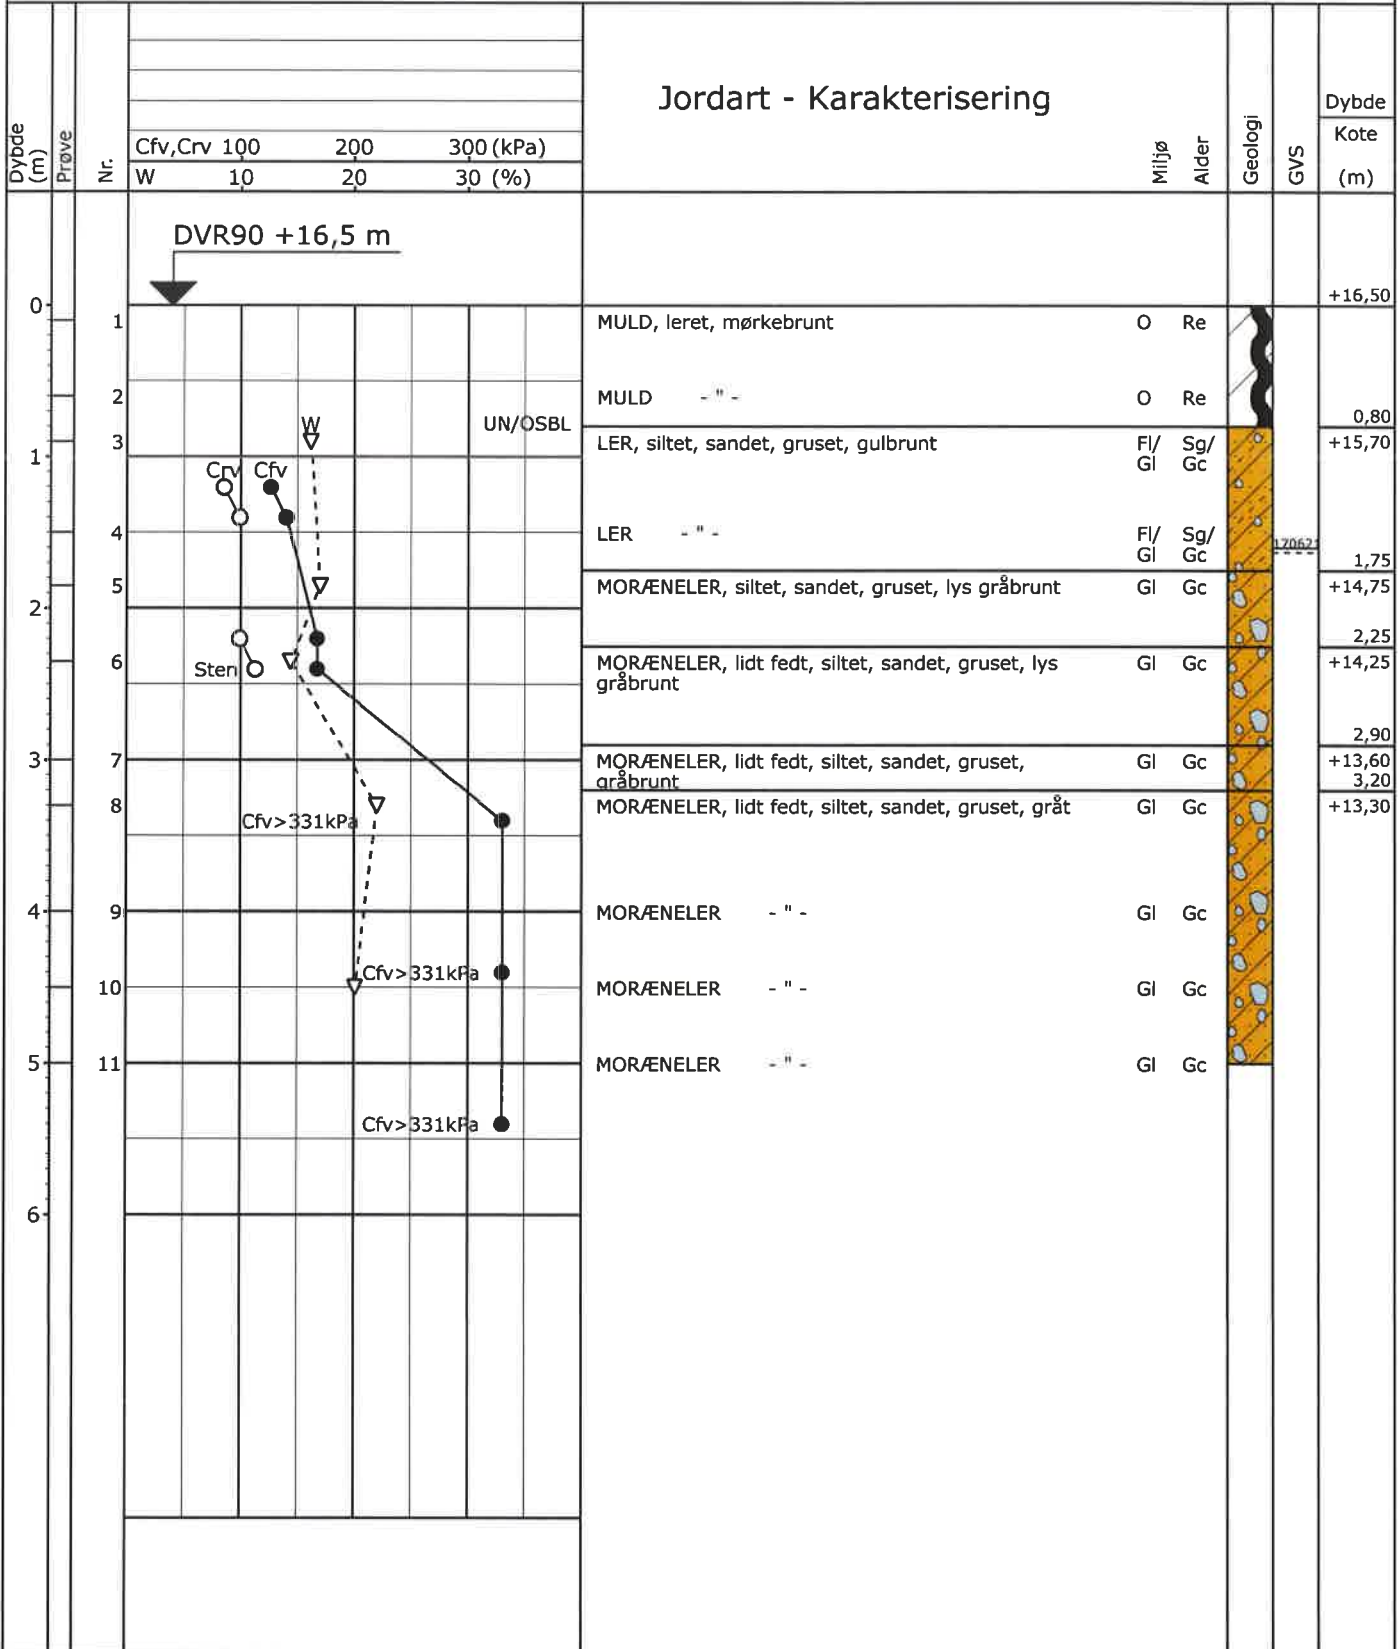 Jordart - Karakterisering
Dybde (m)
Prøve
Nr.
Cfv,Crv 100 200 300 (kPa)
W 10 20 30 (%)
Miljø
Alder
Geologi
GVS
Dybde
Kote
(m)
DVR90 +16,5 m
+16,50
0
1 MULD, leret, mørkebrunt O Re
2 MULD - " - O Re
0,80
W UN/OSBL
3 LER, siltet, sandet, gruset, gulbrunt Fl/ Sg/ +15,70
Gl Gc
1
Crv Cfv
4 LER - " - Fl/ Sg/
Gl Gc
170621
1,75
5 MORÆNELER, siltet, sandet, gruset, lys gråbrunt Gl Gc +14,75
2
2,25
Sten 6 MORÆNELER, lidt fedt, siltet, sandet, gruset, lys Gl Gc +14,25
gråbrunt
2,90
3 7 MORÆNELER, lidt fedt, siltet, sandet, gruset, Gl Gc +13,60
gråbrunt 3,20
8 MORÆNELER, lidt fedt, siltet, sandet, gruset, gråt Gl Gc +13,30
Cfv>331kPa
4 9 MORÆNELER - " - Gl Gc
Cfv>331kPa
10 MORÆNELER - " - Gl Gc
5 11 MORÆNELER - " - Gl Gc
Cfv>331kPa
6